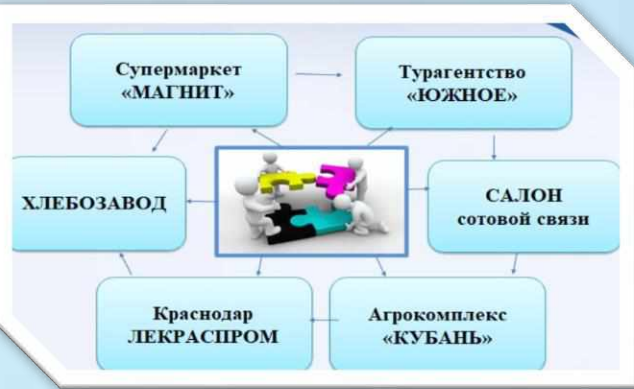 Супермаркет
«МАГНИТ»
Турагентство
«ЮЖНОЕ»
ХЛЕБОЗАВОД
САЛОН
сотовой связи
Краснодар
ЛЕКРАСПРОМ
Агрокомплекс
«КУБАНЬ»